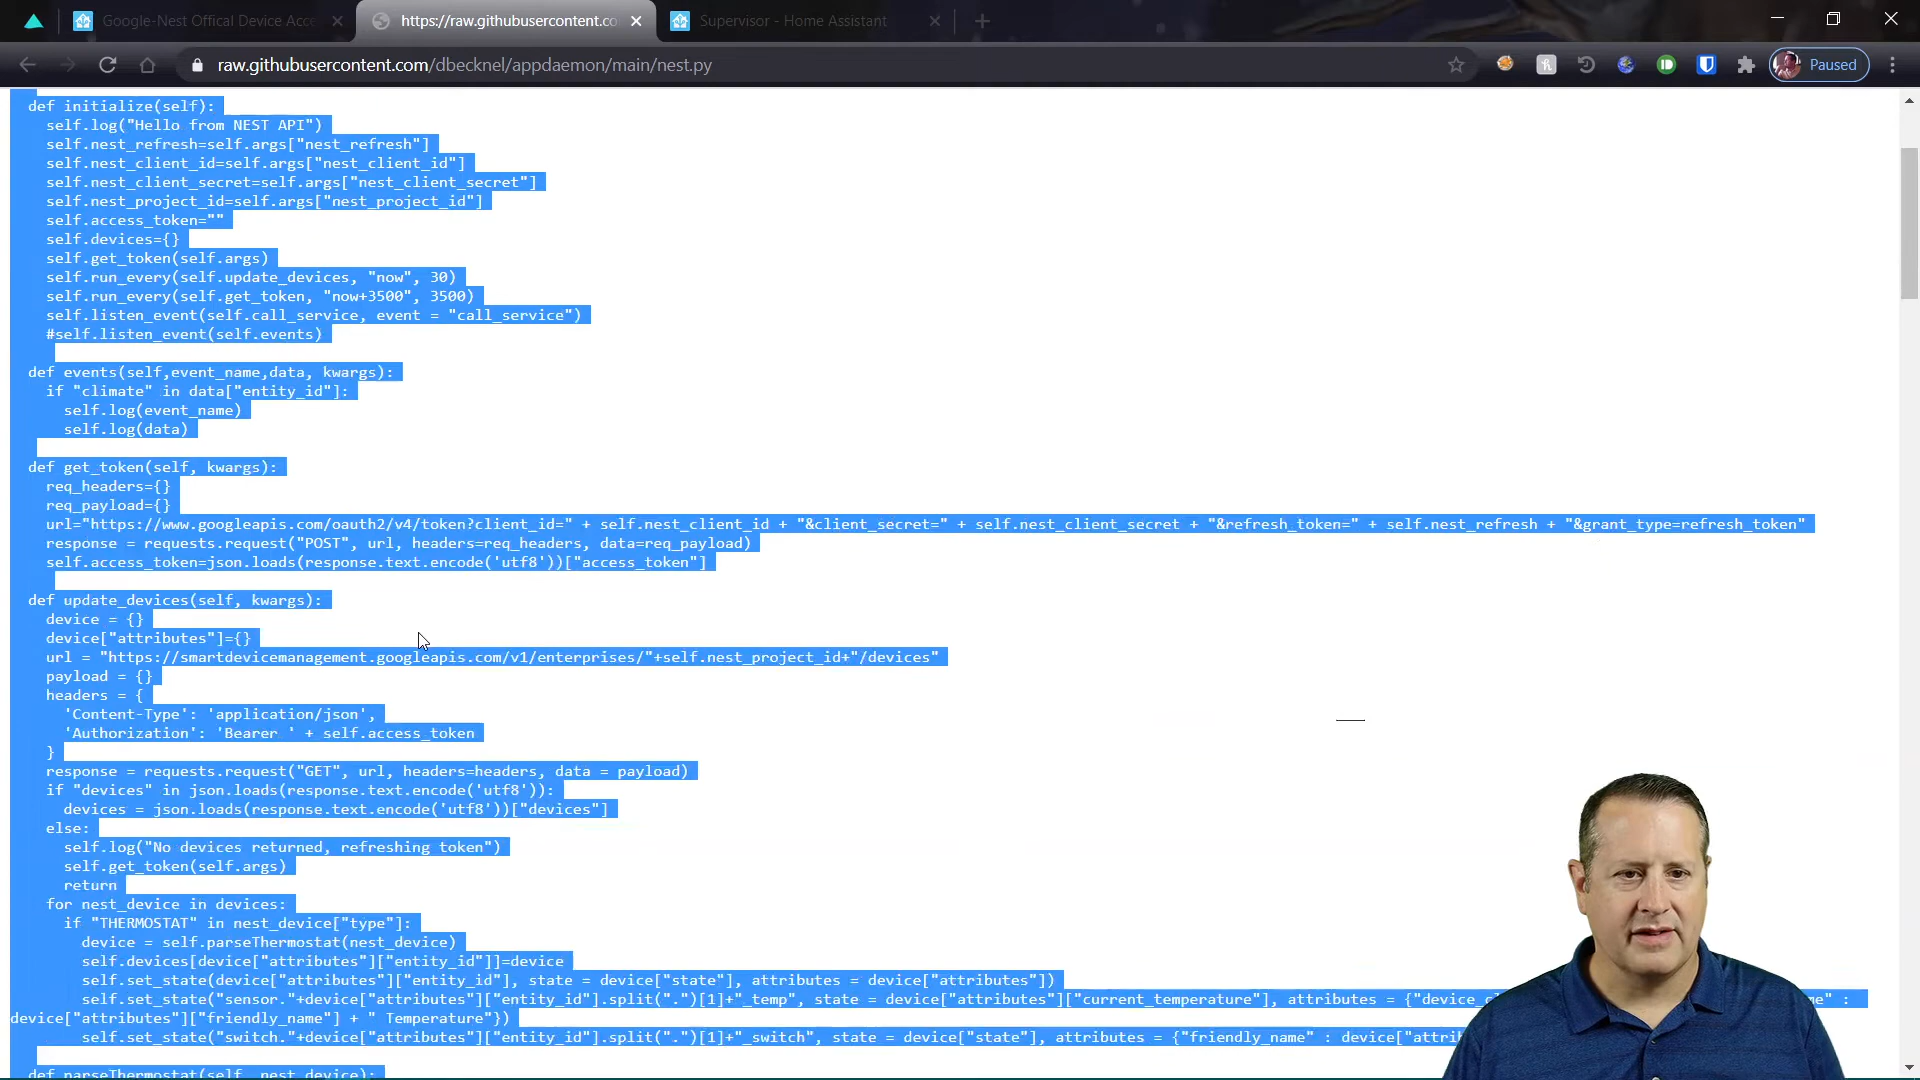 Google-Nest Offical Device Acce
https://raw.githubusercontent.co
Supervisor - Home Assistant
raw.githubusercontent.com/dbecknel/appdaemon/main/nest.py
Paused
def initialize(self):
self.log("Hello from NEST API")
self.nest_refresh=self.args["nest_refresh"]
self.nest_client_id=self.args["nest_client_id"]
self.nest_client_secret=self.args["nest_client_secret"]
self.nest_project_id=self.args["nest_project_id"]
self.access_token=""
self.devices={}
self.get_token(self.args)
self.run_every(self.update_devices, "now", 30)
self.run_every(self.get_token, "now+3500", 3500)
self.listen_event(self.call_service, event = "call_service")
#self.listen_event(self.events)
def events(self,event_name,data, kwargs):
if "climate" in data["entity_id"]:
self.log(event_name)
self.log(data)
def get_token(self, kwargs):
req_headers={}
req_payload={}
url="https://www.googleapis.com/oauth2/v4/token?client_id=" + self.nest_client_id + "&client_secret=" + self.nest_client_secret + "&refresh_token=" + self.nest_refresh + "&grant_type=refresh_token"
response = requests.request("POST", url, headers=req_headers, data=req_payload)
self.access_token=json.loads(response.text.encode('utf8'))["access_token"]
def update_devices(self, kwargs):
device = {}
device["attributes"]={}
url = "https://smartdevicemanagement.googleapis.com/v1/enterprises/"+self.nest_project_id+"/devices"
payload = {}
headers = {
'Content-Type': 'application/json',
'Authorization': 'Bearer ' + self.access_token
}
response = requests.request("GET", url, headers=headers, data = payload)
if "devices" in json.loads(response.text.encode('utf8')):
devices = json.loads(response.text.encode('utf8'))["devices"]
else:
self.log("No devices returned, refreshing token")
self.get_token(self.args)
return
for nest_device in devices:
if "THERMOSTAT" in nest_device["type"]:
device = self.parseThermostat(nest_device)
self.devices[device["attributes"]["entity_id"]]=device
self.set_state(device["attributes"]["entity_id"], state = device["state"], attributes = device["attributes"])
self.set_state("sensor."+device["attributes"]["entity_id"].split(".")[1]+"_temp", state = device["attributes"]["current_temperature"], attributes = {"device_cl
device["attributes"]["friendly_name"] + " Temperature"})
self.set_state("switch."+device["attributes"]["entity_id"].split(".")[1]+"_switch", state = device["state"], attributes = {"friendly_name" : device["attrib
def parseThermostat(self, nest_device):